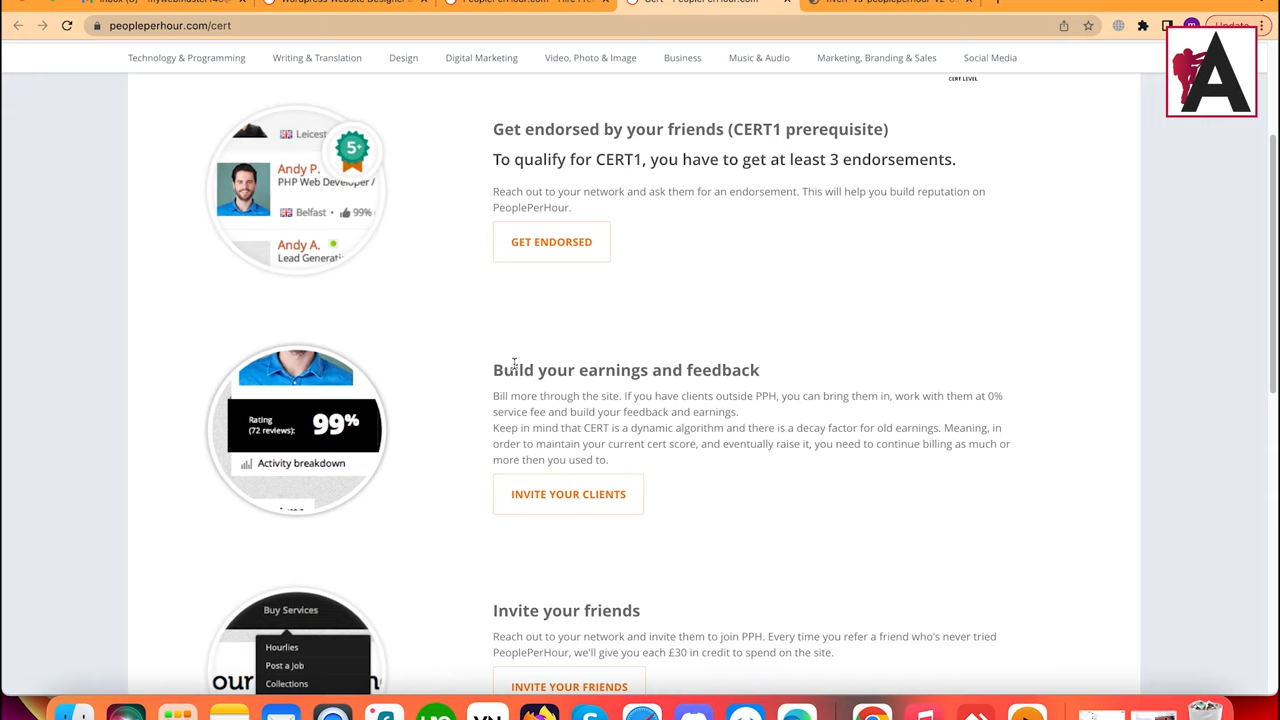 peopleperhour.com/cert
Update
Technology & Programming Writing & Translation Design Digital Marketing Video, Photo & Image Business Music & Audio Marketing, Branding & Sales Social Media
A
CERT LEVEL
Leicest
5+
Andy P.
PHP Web Developer /
Belfast • 99%
Andy A.
Lead Generati
Get endorsed by your friends (CERT1 prerequisite)
To qualify for CERT1, you have to get at least 3 endorsements.
Reach out to your network and ask them for an endorsement. This will help you build reputation on
PeoplePerHour.
GET ENDORSED
Rating
(72 reviews): 99%
Activity breakdown
Build your earnings and feedback
Bill more through the site. If you have clients outside PPH, you can bring them in, work with them at 0%
service fee and build your feedback and earnings.
Keep in mind that CERT is a dynamic algorithm and there is a decay factor for old earnings. Meaning, in
order to maintain your current cert score, and eventually raise it, you need to continue billing as much or
more then you used to.
INVITE YOUR CLIENTS
Buy Services
Hourlies
Post a Job
Collections
our
Invite your friends
Reach out to your network and invite them to join PPH. Every time you refer a friend who's never tried
PeoplePerHour, we'll give you each £30 in credit to spend on the site.
INVITE YOUR FRIENDS